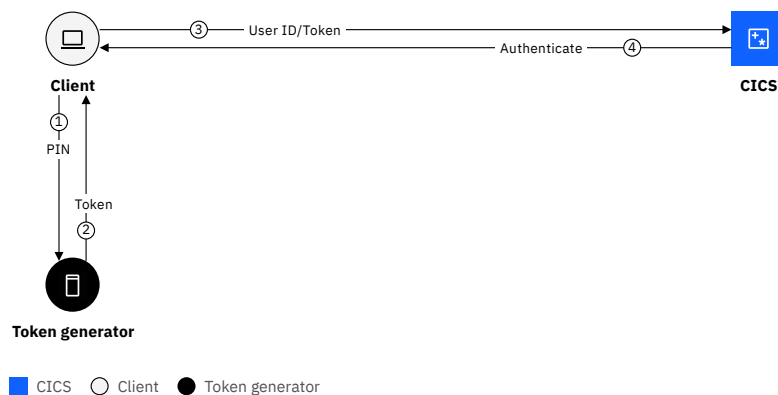 3 User ID/Token
Authenticate 4
Client
CICS
1
PIN
Token
2
Token generator
CICS Client Token generator